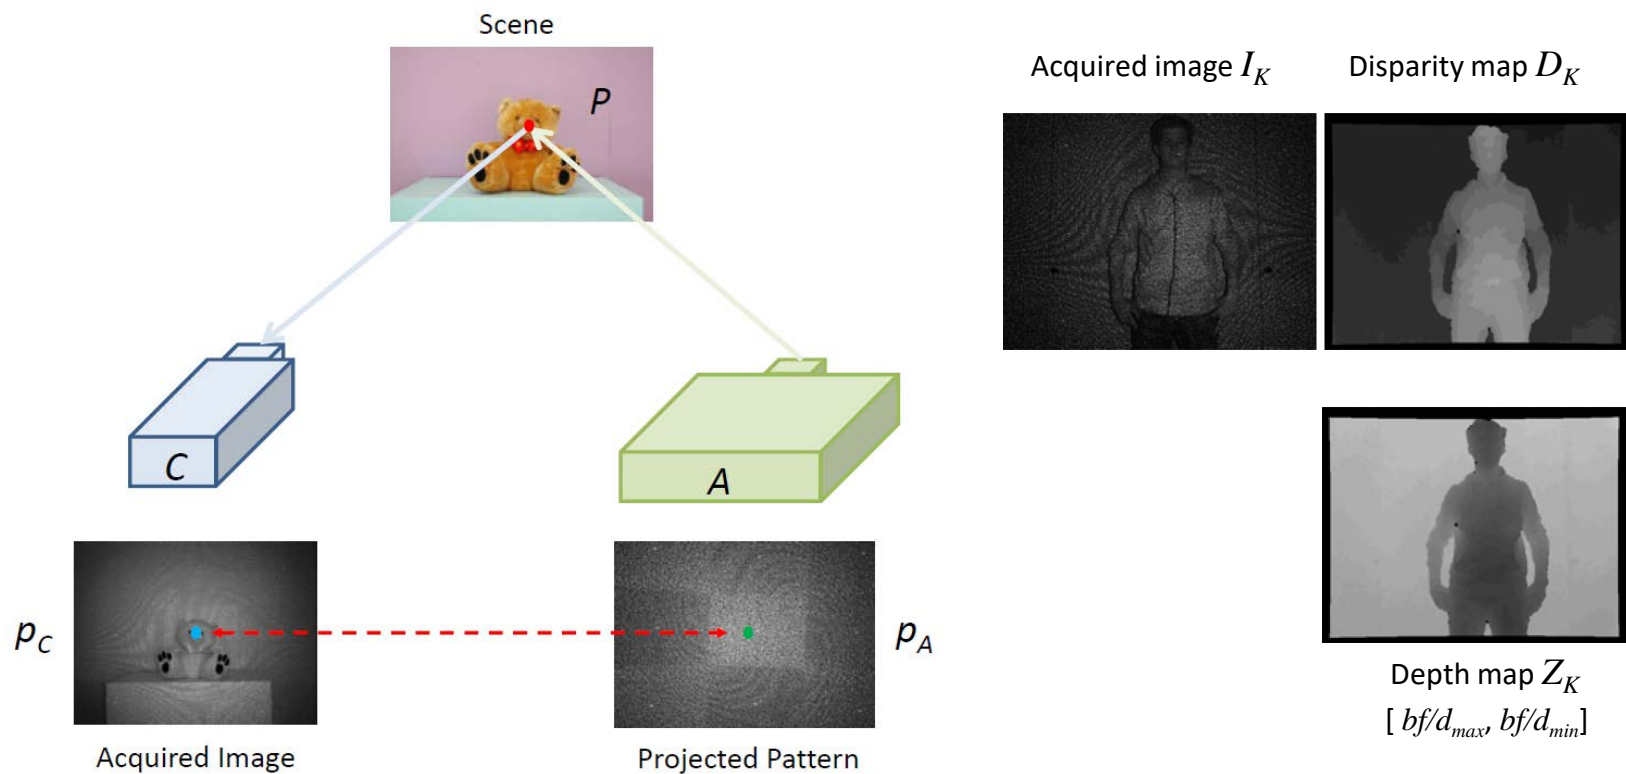 Scene
P
C
A
p_C
p_A
Acquired Image
Projected Pattern
Acquired image I_K
Disparity map D_K
Depth map Z_K
[ bf/d_max, bf/d_min]